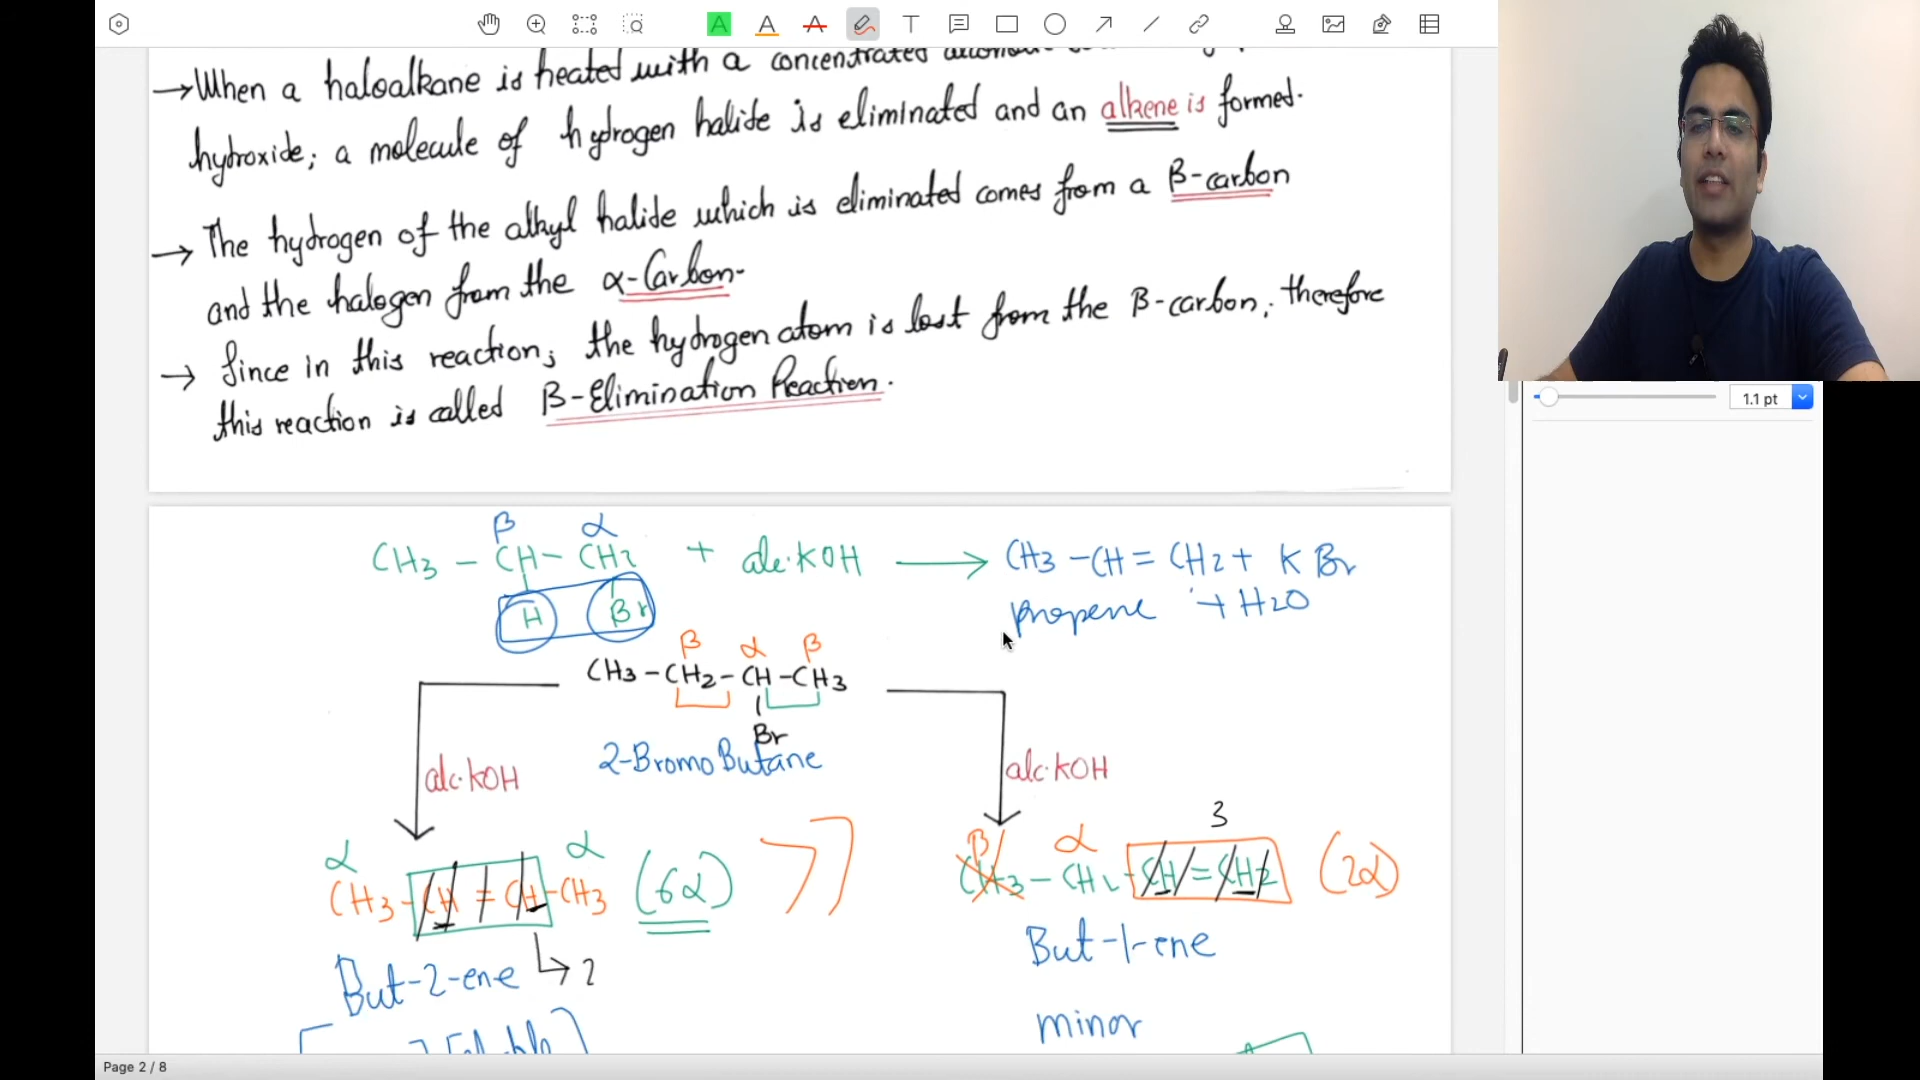 A A A T
1.1 pt
→ When a haloalkane is heated with a concentrated
hydroxide; a molecule of hydrogen halide is eliminated and an alkene is formed.
→ The hydrogen of the alkyl halide which is eliminated comes from a β-carbon
and the halogen from the α-Carbon.
→ Since in this reaction; the hydrogen atom is lost from the β-carbon; therefore
this reaction is called β-Elimination Reaction.
β α
CH3 – CH – CH2 + alc·KOH ⟶ CH3 – CH = CH2 + KBr
H Br propene + H2O
β α β
CH3 – CH2 – CH – CH3
Br
2-BromoButane
alc·KOH alc·KOH
3
α α β α
CH3 – CH = CH – CH3 (6α) CH3 – CH2 – CH = CH2 (2α)
But-2-ene → 2 But-1-ene
minor
Page 2 / 8